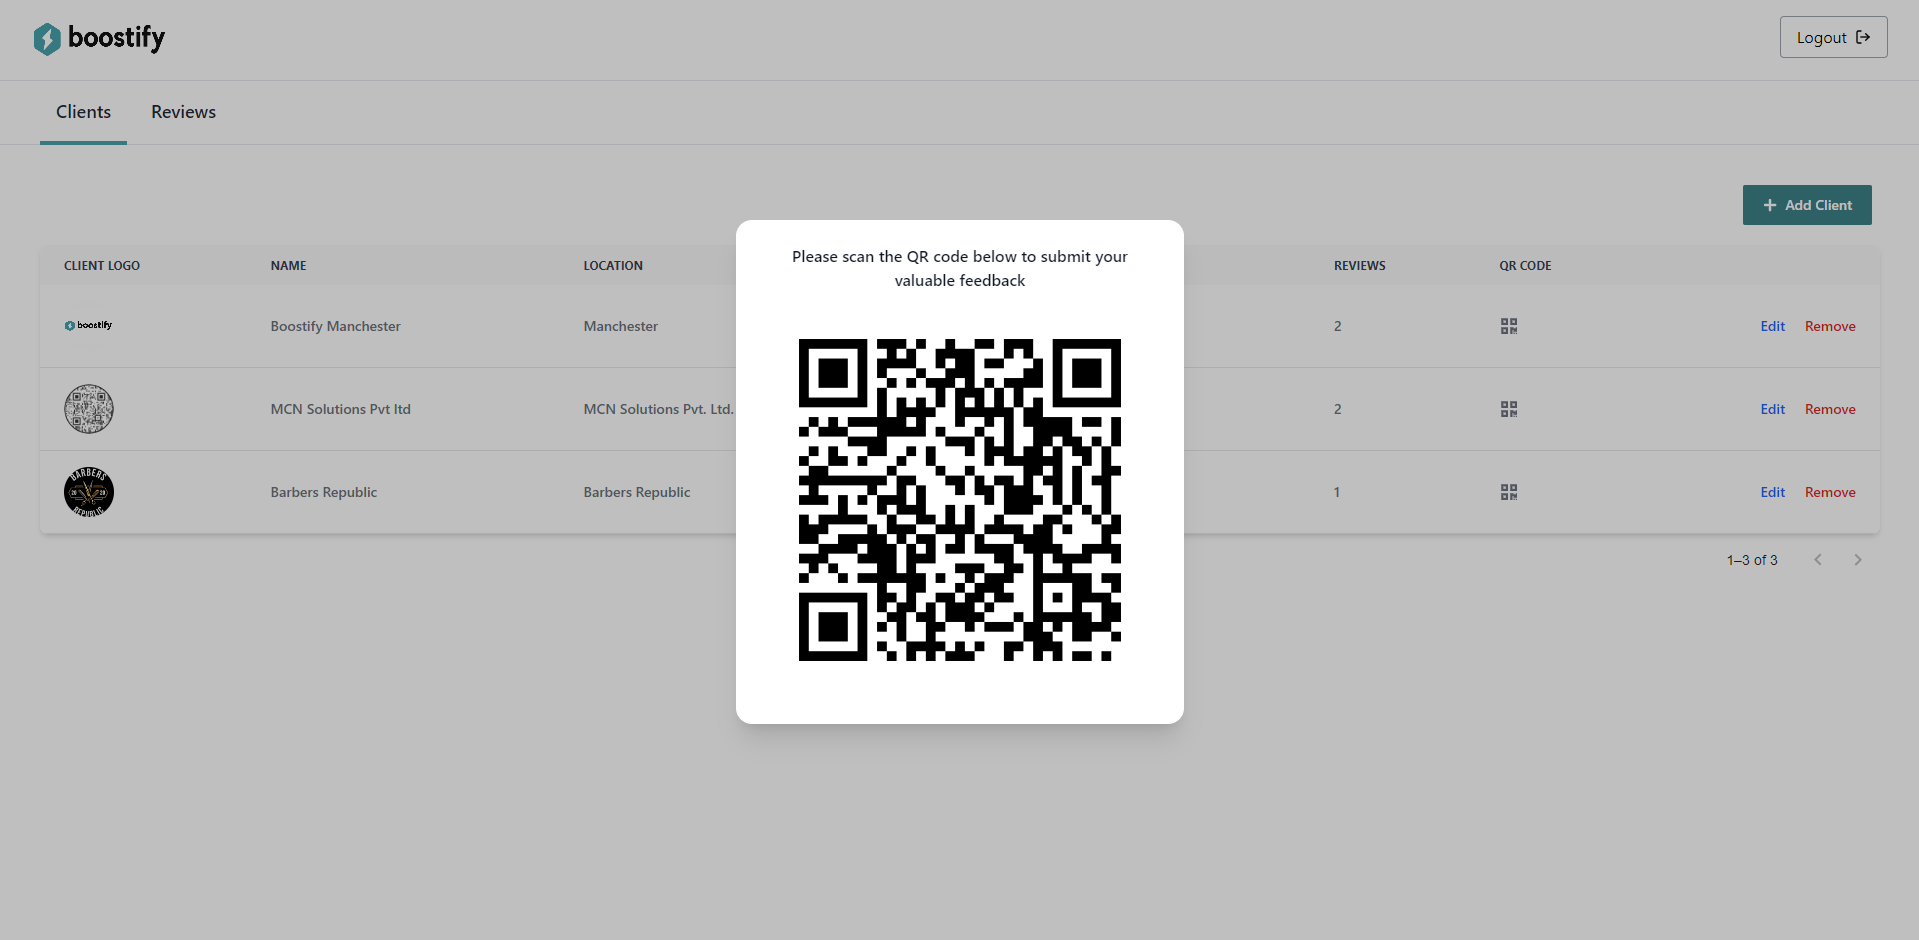 boostify
Logout
Clients
Reviews
Add Client
CLIENT LOGO NAME LOCATION REVIEWS QR CODE
boostify Boostify Manchester Manchester 2 Edit Remove
MCN Solutions Pvt ltd MCN Solutions Pvt. Ltd. 2 Edit Remove
BARBERS 20 20 REPUBLIC Barbers Republic Barbers Republic 1 Edit Remove
1–3 of 3
Please scan the QR code below to submit your
valuable feedback